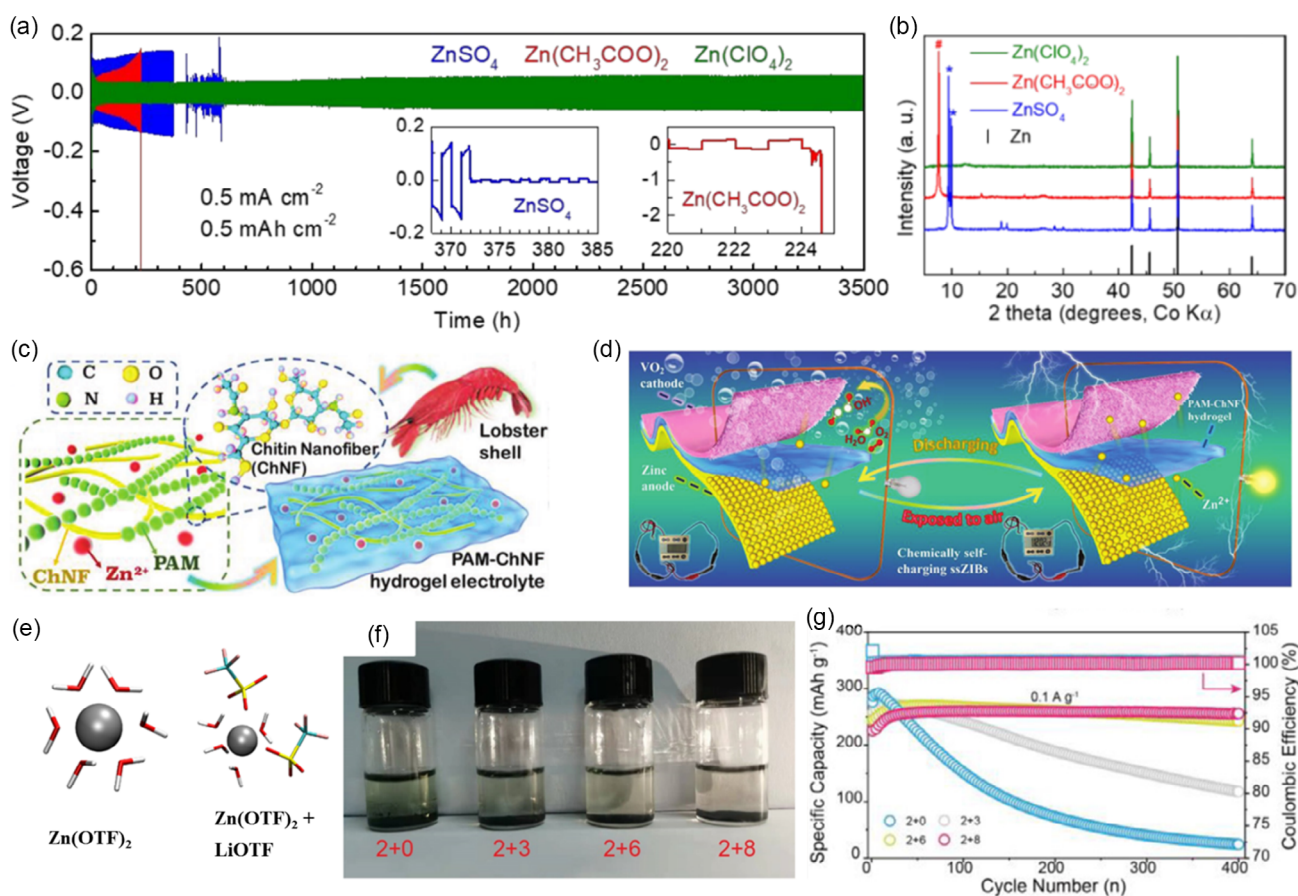 (a)
0.2
0.0
-0.2
-0.4
-0.6
Voltage (V)
ZnSO4 Zn(CH3COO)2 Zn(ClO4)2
0.5 mA cm-2
0.5 mAh cm-2
0.2
0.0
-0.2
ZnSO4
370 375 380 385
0
-1
-2
Zn(CH3COO)2
220 222 224
0 500 1000 1500 2000 2500 3000 3500
Time (h)
(b)
Intensity (a. u.)
#
*
*
Zn(ClO4)2
Zn(CH3COO)2
ZnSO4
Zn
10 20 30 40 50 60 70
2 theta (degrees, Co Kα)
(c)
C O
N H
Chitin Nanofiber
(ChNF)
Lobster
shell
ChNF Zn2+ PAM
PAM-ChNF
hydrogel electrolyte
(d)
VO2
cathode
OH-
H2O O2
PAM-ChNF
hydrogel
Zinc
anode
Discharging
Exposed to air
Zn2+
Chemically self-
charging ssZIBs
(e)
Zn(OTF)2
Zn(OTF)2 +
LiOTF
(f)
2+0 2+3 2+6 2+8
(g)
Specific Capacity (mAh g-1)
400
350
300
250
200
150
100
50
0
0.1 A g-1
2+0 2+3
2+6 2+8
0 100 200 300 400
Cycle Number (n)
105
100
95
90
85
80
75
70
Coulombic Efficiency (%)